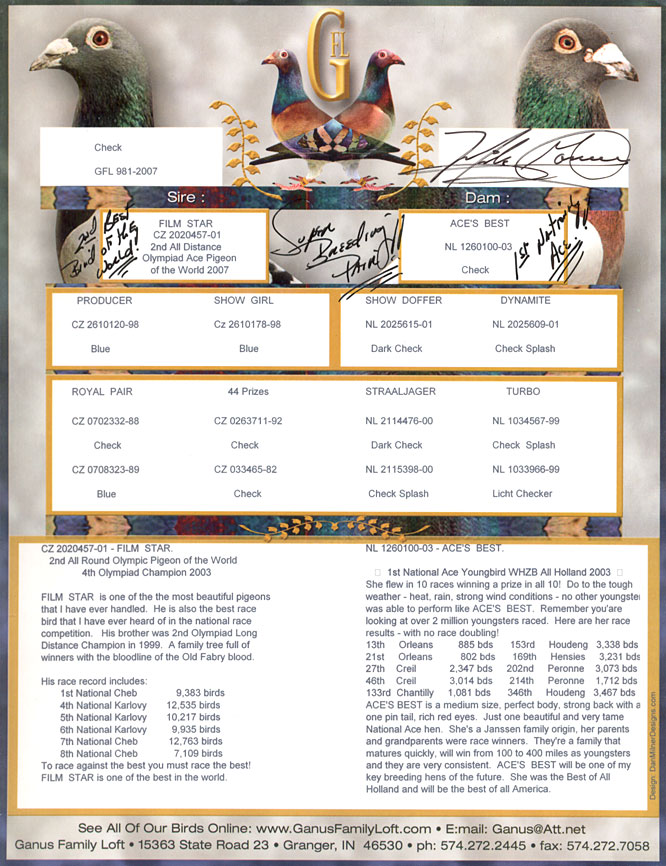 GFL
Check
GFL 981-2007
Sire :
Dam :
2nd BEST
Bird of the
World!
FILM STAR
CZ 2020457-01
2nd All Distance
Olympiad Ace Pigeon
of the World 2007
Super
Breeding
PAIR!!
ACE'S BEST
NL 1260100-03
Check
1st National
Ace!!
PRODUCER SHOW GIRL SHOW DOFFER DYNAMITE
CZ 2610120-98 Cz 2610178-98 NL 2025615-01 NL 2025609-01
Blue Blue Dark Check Check Splash
ROYAL PAIR 44 Prizes STRAALJAGER TURBO
CZ 0702332-88 CZ 0263711-92 NL 2114476-00 NL 1034567-99
Check Check Dark Check Check Splash
CZ 0708323-89 CZ 033465-82 NL 2115398-00 NL 1033966-99
Blue Check Check Splash Licht Checker
CZ 2020457-01 - FILM STAR.
2nd All Round Olympic Pigeon of the World
4th Olympiad Champion 2003
FILM STAR is one of the the most beautiful pigeons
that I have ever handled. He is also the best race
bird that I have ever heard of in the national race
competition. His brother was 2nd Olympiad Long
Distance Champion in 1999. A family tree full of
winners with the bloodline of the Old Fabry blood.
His race record includes:
1st National Cheb 9,383 birds
4th National Karlovy 12,535 birds
5th National Karlovy 10,217 birds
6th National Karlovy 9,935 birds
7th National Cheb 12,763 birds
8th National Cheb 7,109 birds
To race against the best you must race the best!
FILM STAR is one of the best in the world.
NL 1260100-03 - ACE'S BEST.
1st National Ace Youngbird WHZB All Holland 2003
She flew in 10 races winning a prize in all 10! Do to the tough
weather - heat, rain, strong wind conditions - no other youngster
was able to perform like ACE'S BEST. Remember you'are
looking at over 2 million youngsters raced. Here are her race
results - with no race doubling!
13th Orleans 885 bds 153rd Houdeng 3,338 bds
21st Orleans 802 bds 169th Hensies 3,231 bds
27th Creil 2,347 bds 202nd Peronne 3,073 bds
46th Creil 3,014 bds 214th Peronne 1,712 bds
133rd Chantilly 1,081 bds 346th Houdeng 3,467 bds
ACE'S BEST is a medium size, perfect body, strong back with a
one pin tail, rich red eyes. Just one beautiful and very tame
National Ace hen. She's a Janssen family origin, her parents
and grandparents were race winners. They're a family that
matures quickly, will win from 100 to 400 miles as youngsters
and they are very consistent. ACE'S BEST will be one of my
key breeding hens of the future. She was the Best of All
Holland and will be the best of all America.
Design: DanMilnerDesigns.com
See All Of Our Birds Online: www.GanusFamilyLoft.com • E:mail: Ganus@Att.net
Ganus Family Loft • 15363 State Road 23 • Granger, IN 46530 • ph: 574.272.2445 • fax: 574.272.7058